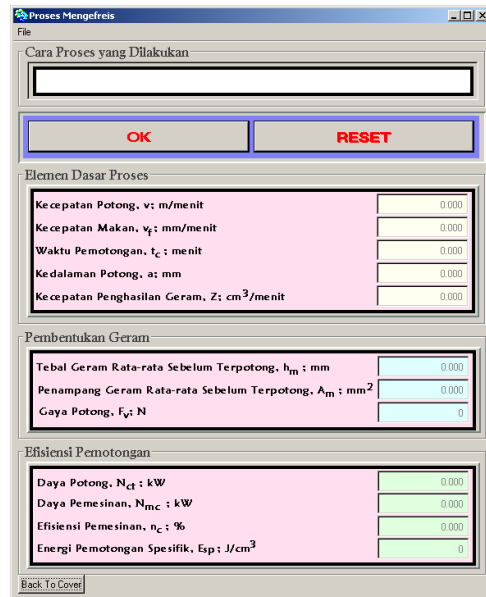 Proses Mengefreis
File
Cara Proses yang Dilakukan
OK RESET
Elemen Dasar Proses
Kecepatan Potong, v; m/menit 0.000
Kecepatan Makan, vf; mm/menit 0.000
Waktu Pemotongan, tc ; menit 0.000
Kedalaman Potong, a; mm 0.000
Kecepatan Penghasilan Geram, Z; cm3/menit 0.000
Pembentukan Geram
Tebal Geram Rata-rata Sebelum Terpotong, hm ; mm 0.000
Penampang Geram Rata-rata Sebelum Terpotong, Am ; mm2 0.000
Gaya Potong, Fv; N 0
Efisiensi Pemotongan
Daya Potong, Nct ; kW 0.000
Daya Pemesinan, Nmc ; kW 0.000
Efisiensi Pemesinan, nc ; % 0.000
Energi Pemotongan Spesifik, Esp ; J/cm3 0
Back To Cover